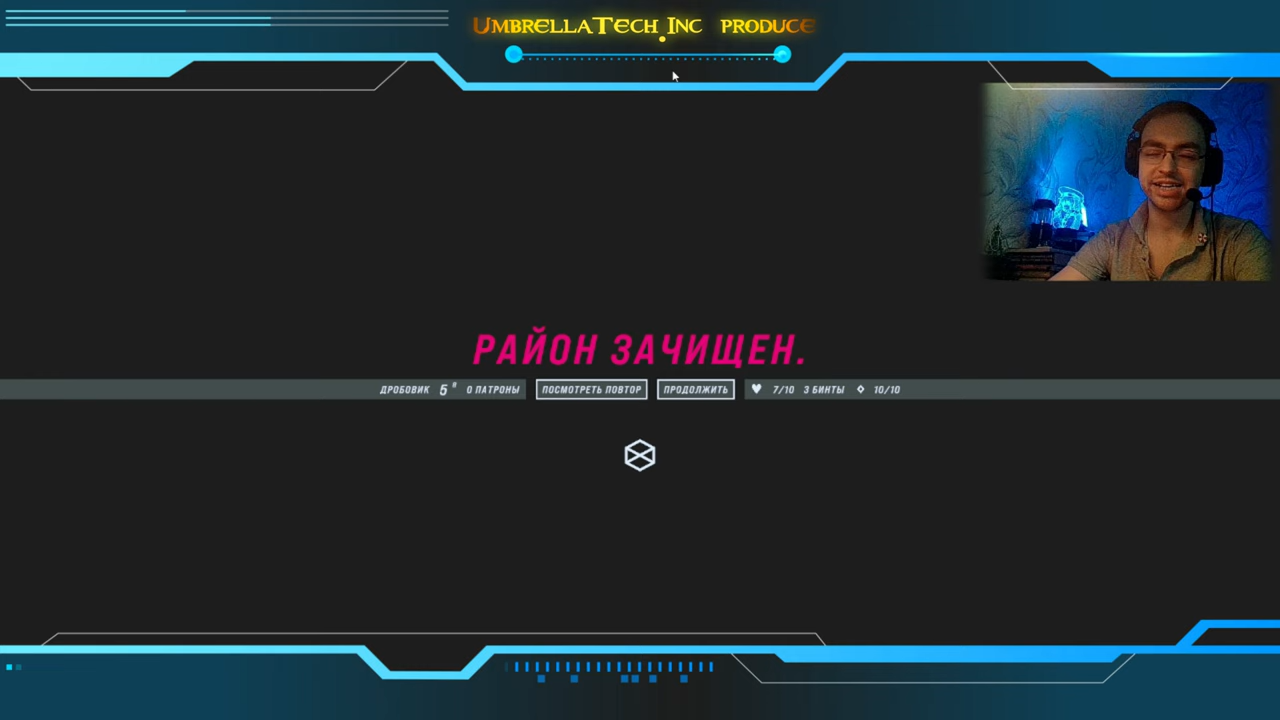 UmbrellaTech.Inc produce
РАЙОН ЗАЧИЩЕН.
ДРОБОВИК 5 0 ПАТРОНЫ ПОСМОТРЕТЬ ПОВТОР ПРОДОЛЖИТЬ 7/10 3 БИНТЫ 10/10